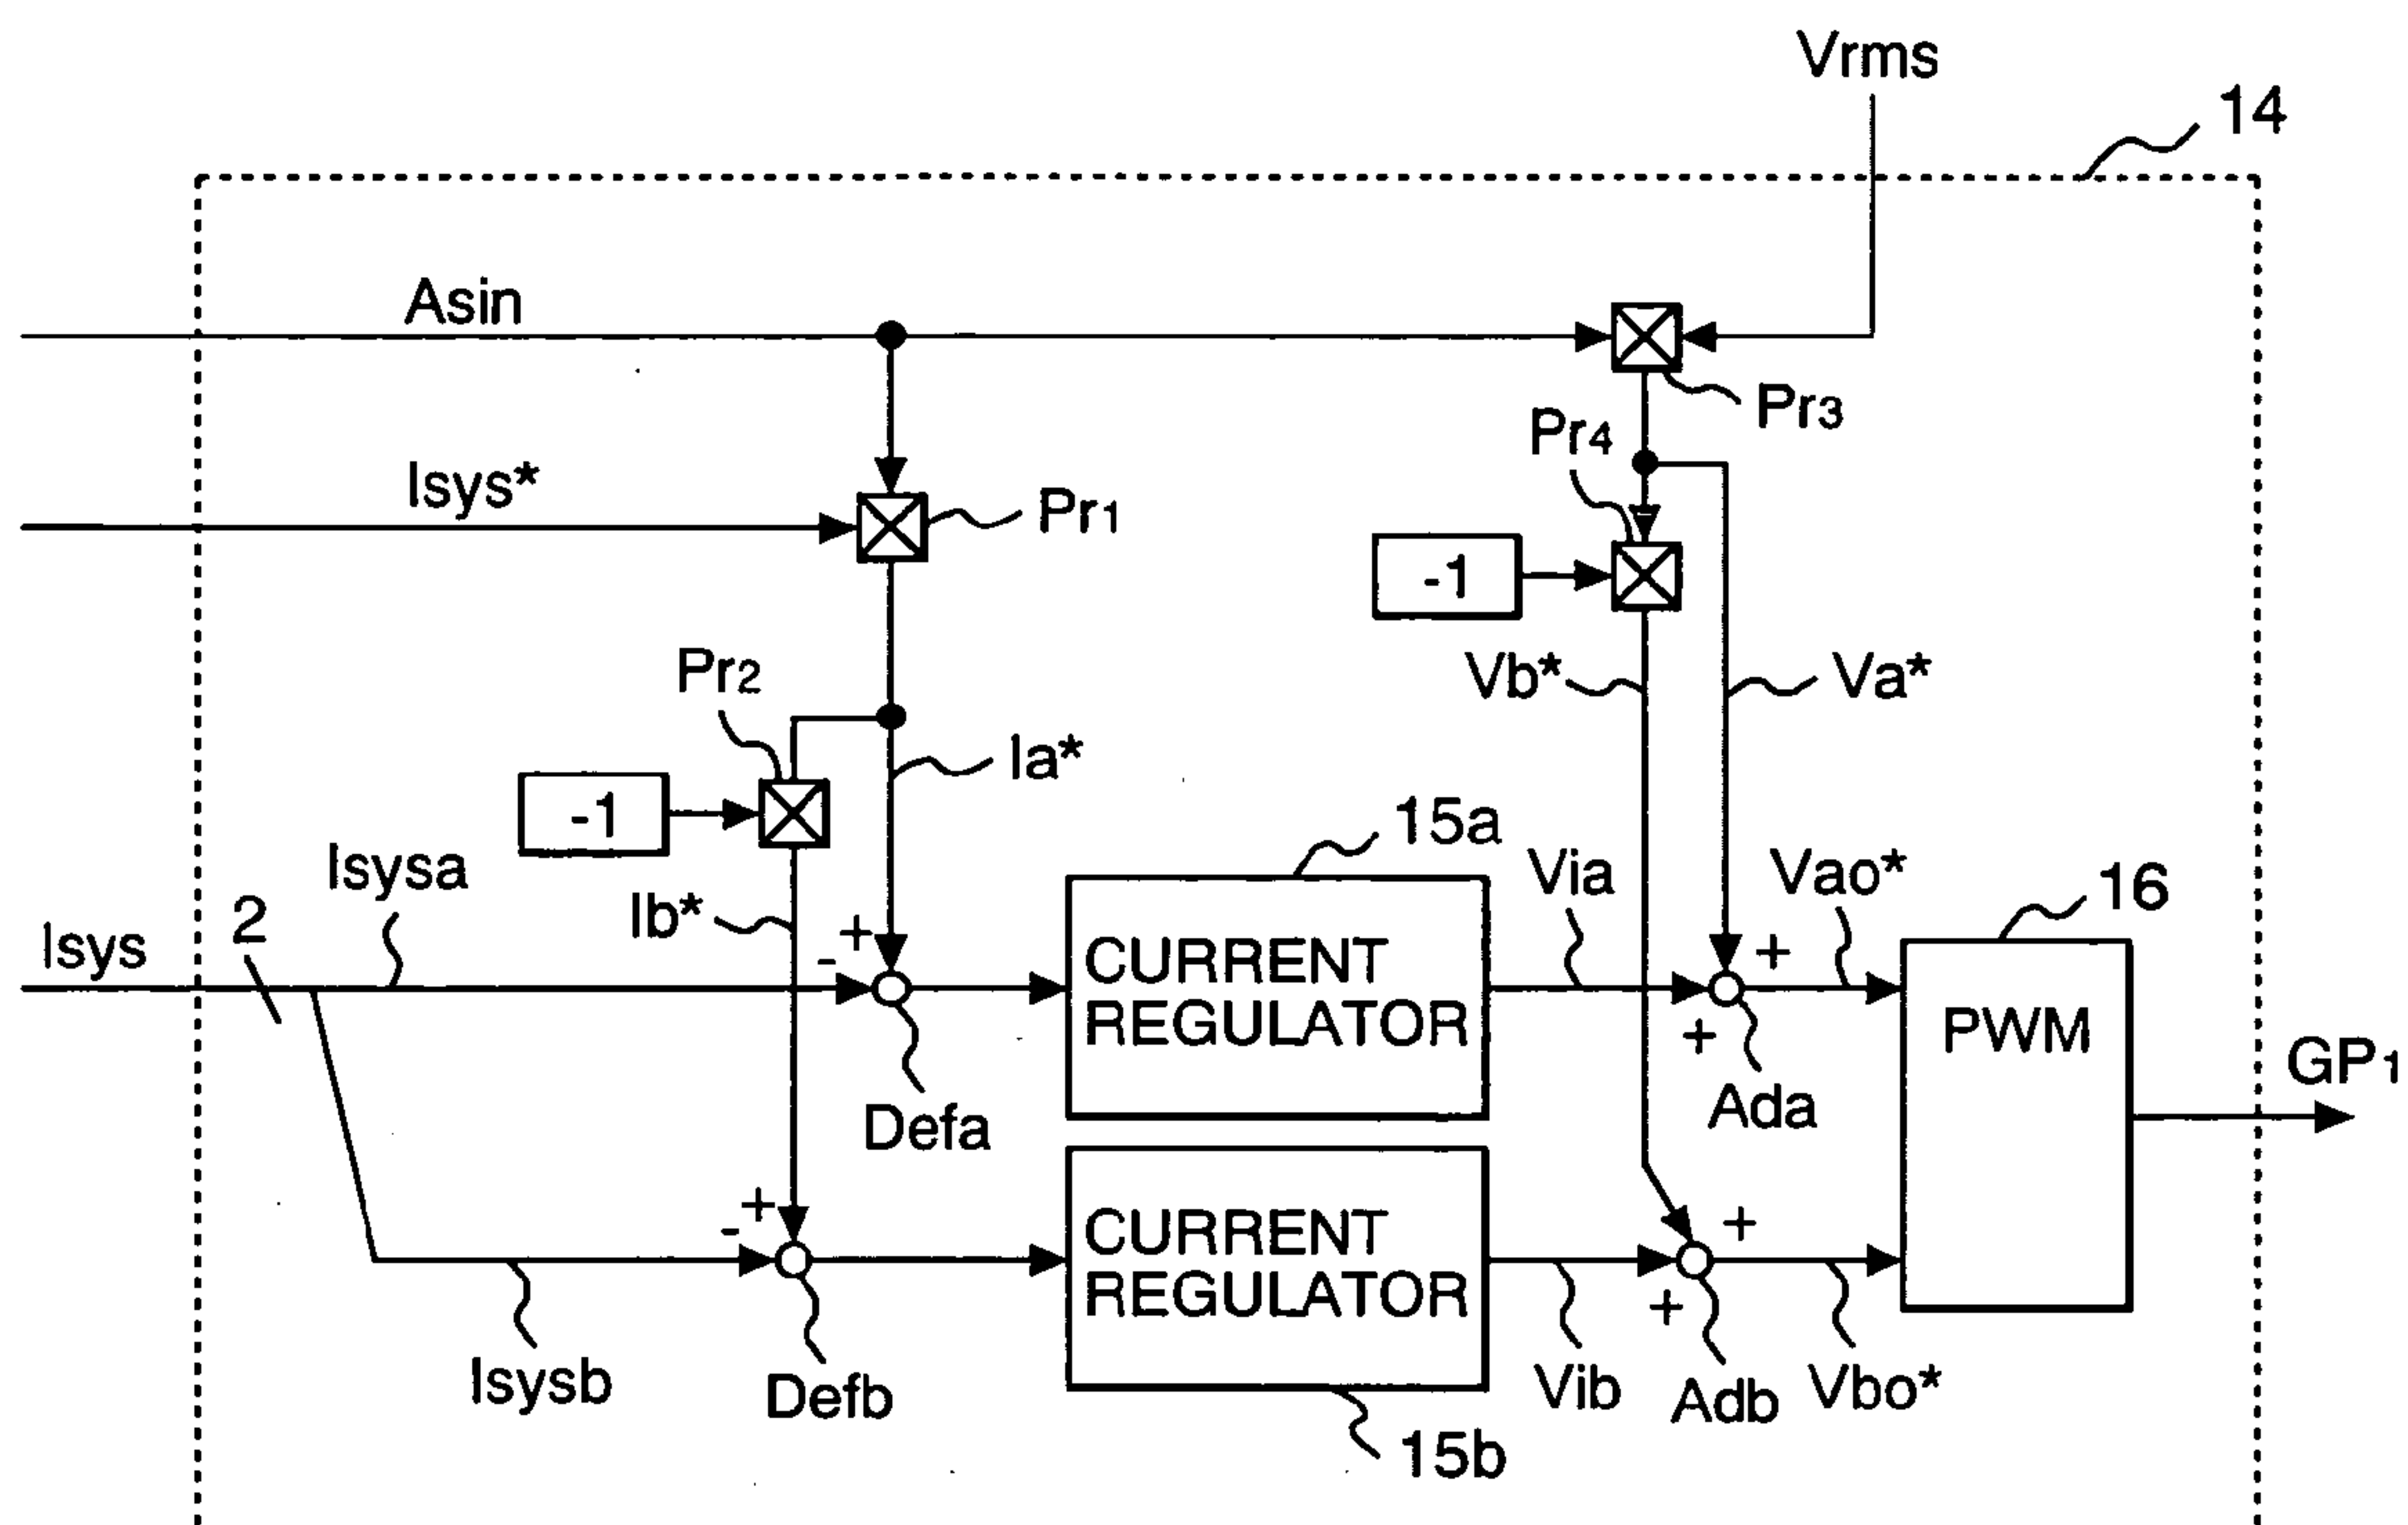 Vrms
14
Asin
Pr3
Pr4
Isys*
Pr1
-1
Pr2
Vb*
Va*
Ia*
-1
15a
Isysa
Via
Vao*
16
2
Ib*
+
Isys
-
CURRENT
REGULATOR
+
+
PWM
GP1
Defa
Ada
+
-
CURRENT
REGULATOR
+
+
Isysb
Defb
Vib
Adb
Vbo*
15b